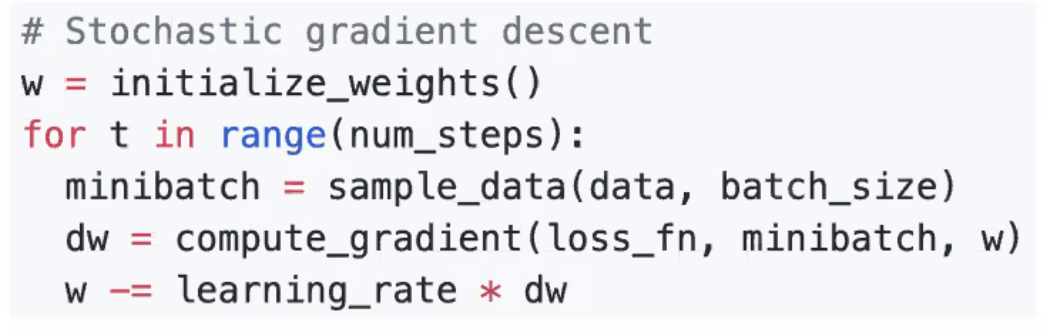 # Stochastic gradient descent
w = initialize_weights()
for t in range(num_steps):
  minibatch = sample_data(data, batch_size)
  dw = compute_gradient(loss_fn, minibatch, w)
  w -= learning_rate * dw